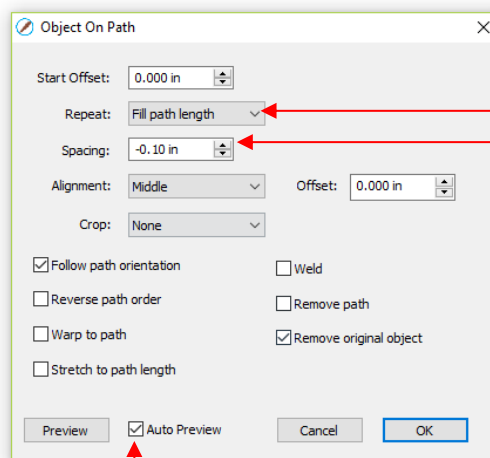 Object On Path
Start Offset: 0.000 in
Repeat: Fill path length
Spacing: -0.10 in
Alignment: Middle Offset: 0.000 in
Crop: None
Follow path orientation Weld
Reverse path order Remove path
Warp to path Remove original object
Stretch to path length
Preview Auto Preview Cancel OK